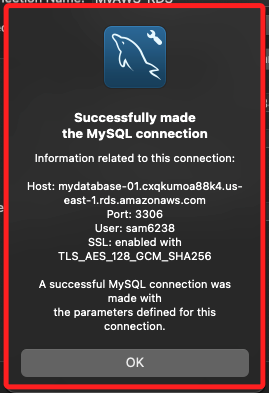 nection Name: MyAWS_RDS
Successfully made
the MySQL connection
Information related to this connection:
Host: mydatabase-01.cxqkumoa88k4.us-
east-1.rds.amazonaws.com
Port: 3306
User: sam6238
SSL: enabled with
TLS_AES_128_GCM_SHA256
A successful MySQL connection was
made with
the parameters defined for this
connection.
OK